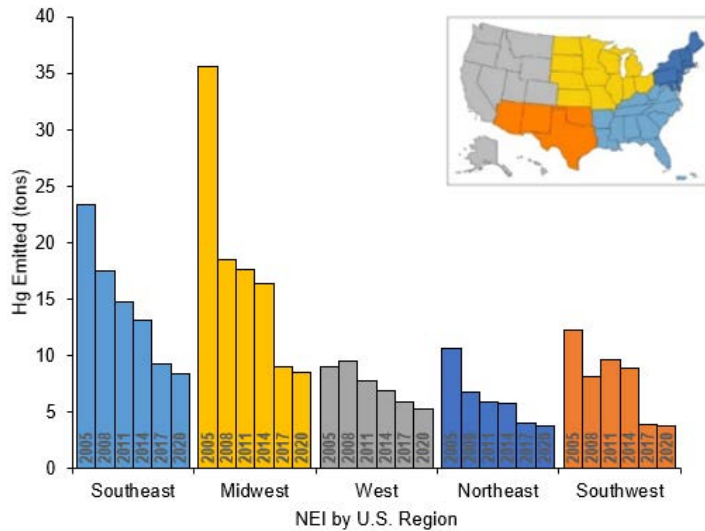 40
35
30
25
20
15
10
5
0
Hg Emitted (tons)
2005 2008 2011 2014 2017 2020
2005 2008 2011 2014 2017 2020
2005 2008 2011 2014 2017 2020
2005 2008 2011 2014 2017 2020
2005 2008 2011 2014 2017 2020
Southeast Midwest West Northeast Southwest
NEI by U.S. Region